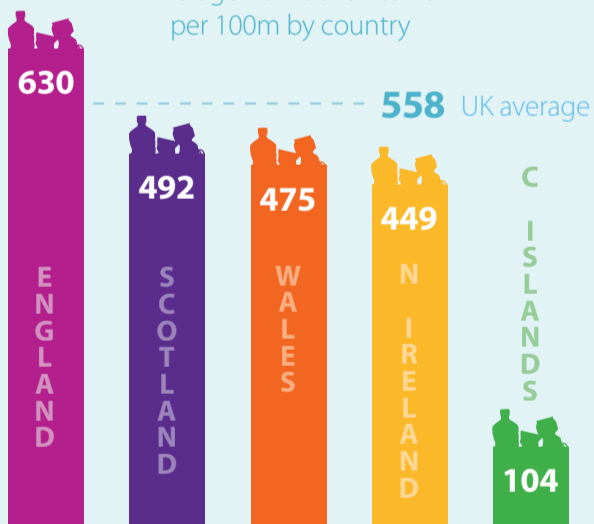 per 100m by country
630
558 UK average
492
475
449
104
ENGLAND
SCOTLAND
WALES
N IRELAND
C ISLANDS